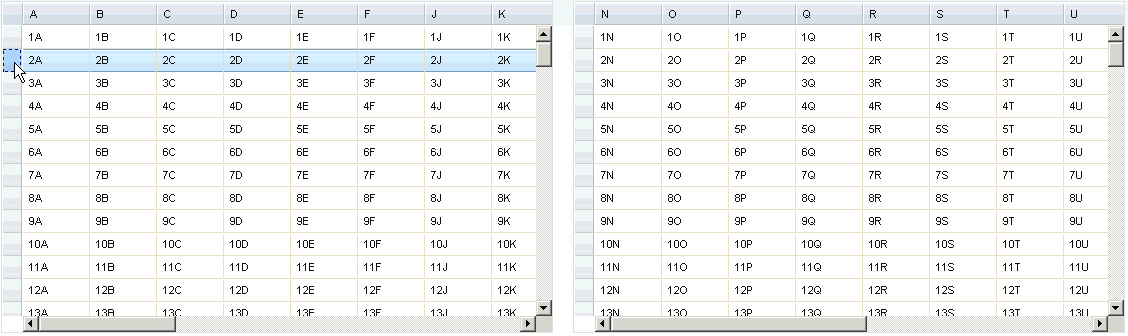 A B C D E F J K
1A 1B 1C 1D 1E 1F 1J 1K
2A 2B 2C 2D 2E 2F 2J 2K
3A 3B 3C 3D 3E 3F 3J 3K
4A 4B 4C 4D 4E 4F 4J 4K
5A 5B 5C 5D 5E 5F 5J 5K
6A 6B 6C 6D 6E 6F 6J 6K
7A 7B 7C 7D 7E 7F 7J 7K
8A 8B 8C 8D 8E 8F 8J 8K
9A 9B 9C 9D 9E 9F 9J 9K
10A 10B 10C 10D 10E 10F 10J 10K
11A 11B 11C 11D 11E 11F 11J 11K
12A 12B 12C 12D 12E 12F 12J 12K
13A 13B 13C 13D 13E 13F 13J 13K
N O P Q R S T U
1N 1O 1P 1Q 1R 1S 1T 1U
2N 2O 2P 2Q 2R 2S 2T 2U
3N 3O 3P 3Q 3R 3S 3T 3U
4N 4O 4P 4Q 4R 4S 4T 4U
5N 5O 5P 5Q 5R 5S 5T 5U
6N 6O 6P 6Q 6R 6S 6T 6U
7N 7O 7P 7Q 7R 7S 7T 7U
8N 8O 8P 8Q 8R 8S 8T 8U
9N 9O 9P 9Q 9R 9S 9T 9U
10N 10O 10P 10Q 10R 10S 10T 10U
11N 11O 11P 11Q 11R 11S 11T 11U
12N 12O 12P 12Q 12R 12S 12T 12U
13N 13O 13P 13Q 13R 13S 13T 13U